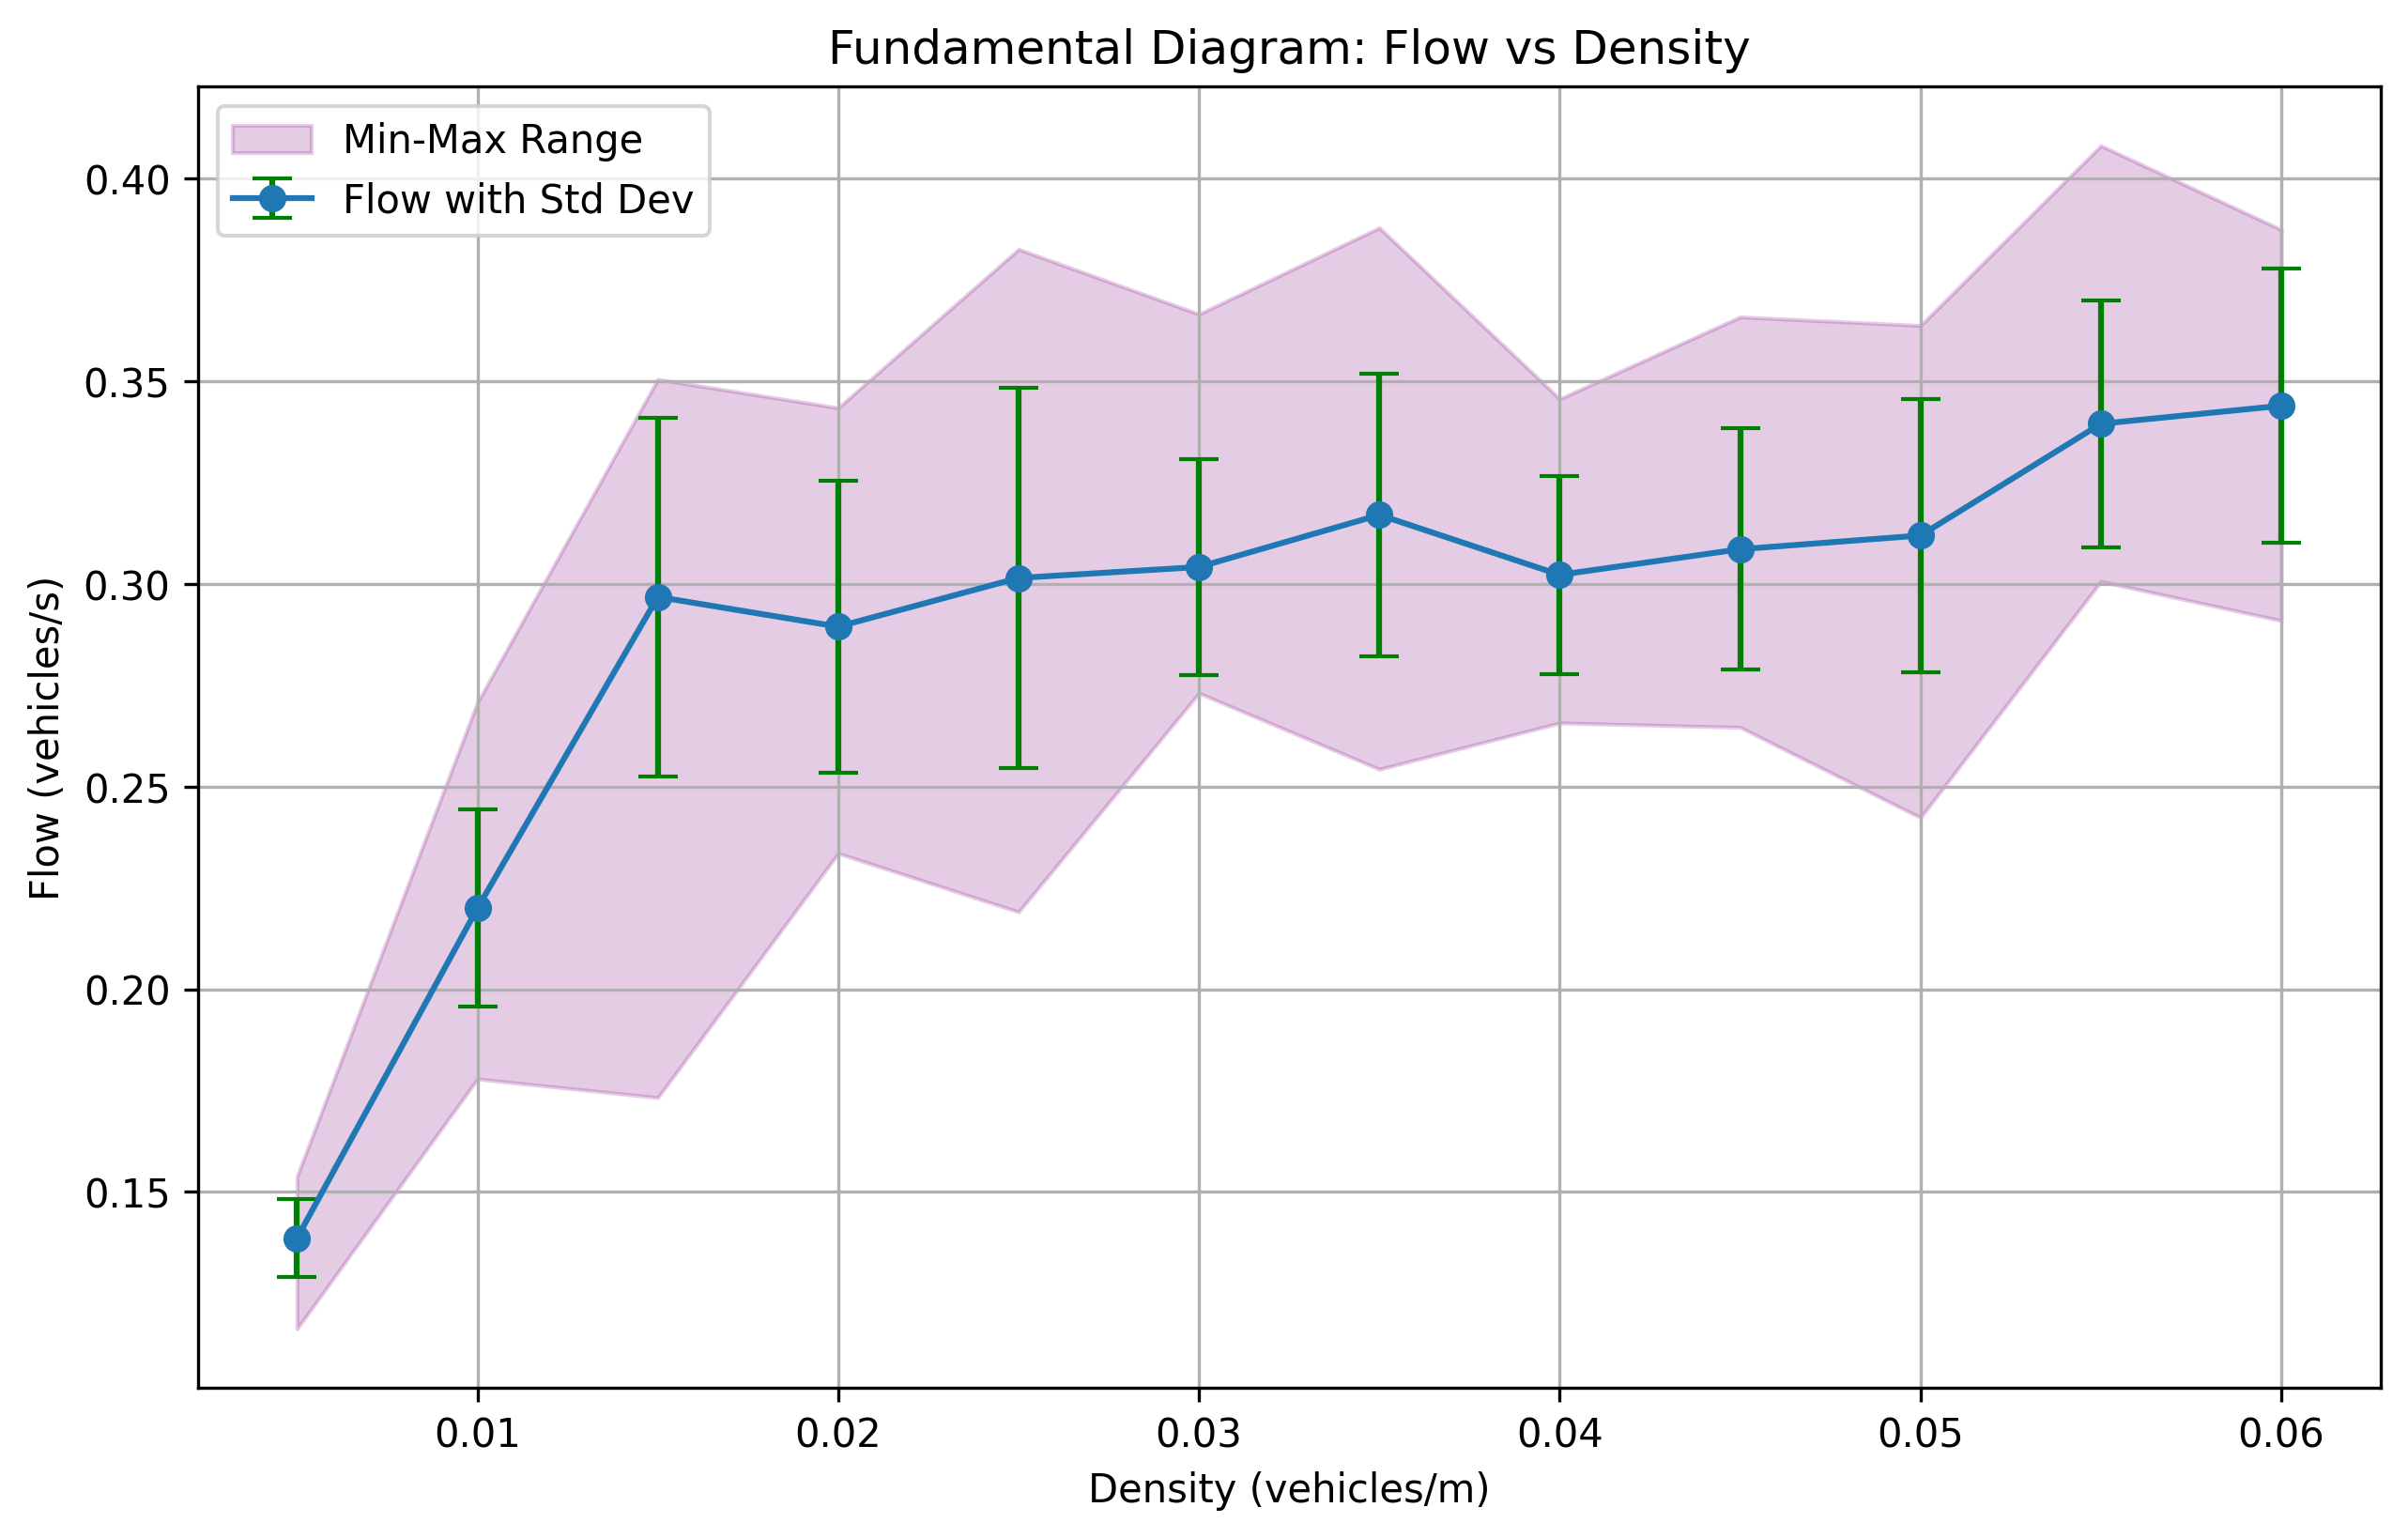 Fundamental Diagram: Flow vs Density
Min-Max Range
Flow with Std Dev
Flow (vehicles/s)
0.40
0.35
0.30
0.25
0.20
0.15
0.01 0.02 0.03 0.04 0.05 0.06
Density (vehicles/m)